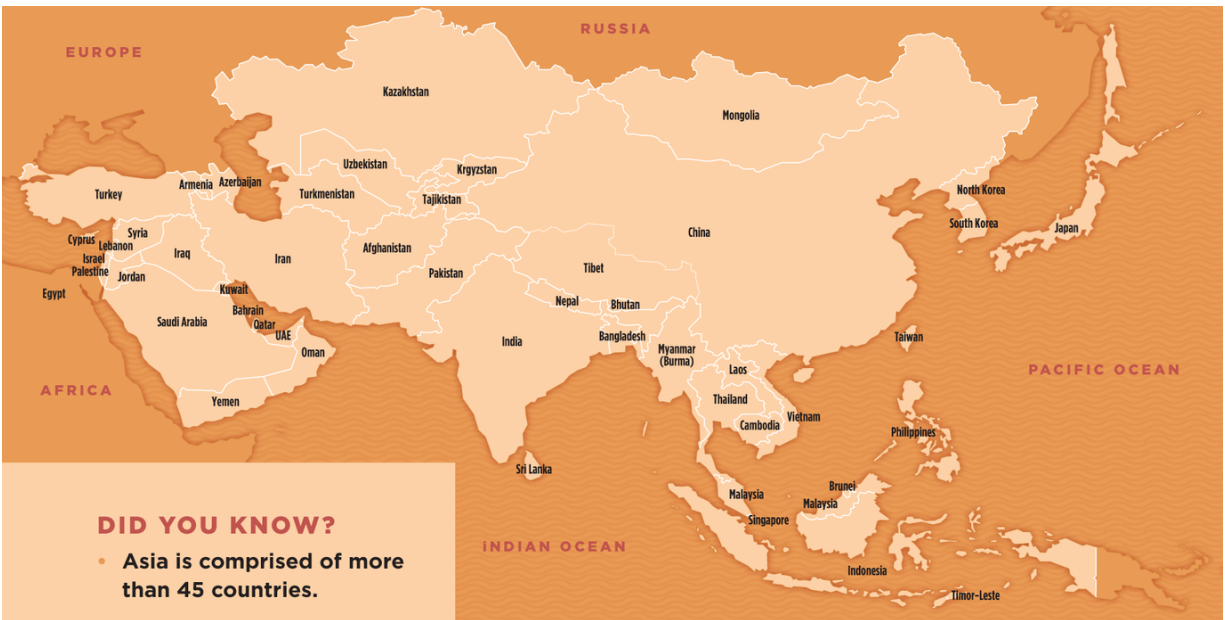 RUSSIA
EUROPE
Kazakhstan
Mongolia
Uzbekistan
Krgyzstan
Armenia
Azerbaijan
Turkey
Turkmenistan
Tajikistan
North Korea
South Korea
Japan
China
Syria
Cyprus
Lebanon
Iraq
Iran
Afghanistan
Israel
Palestine
Jordan
Pakistan
Tibet
Egypt
Kuwait
Nepal
Bhutan
Bahrain
Saudi Arabia
Qatar
UAE
India
Bangladesh
Taiwan
Oman
Myanmar
(Burma)
Laos
PACIFIC OCEAN
AFRICA
Yemen
Thailand
Vietnam
Cambodia
Philippines
Sri Lanka
Brunei
Malaysia
Malaysia
Singapore
INDIAN OCEAN
Indonesia
Timor-Leste
DID YOU KNOW?
• Asia is comprised of more
than 45 countries.